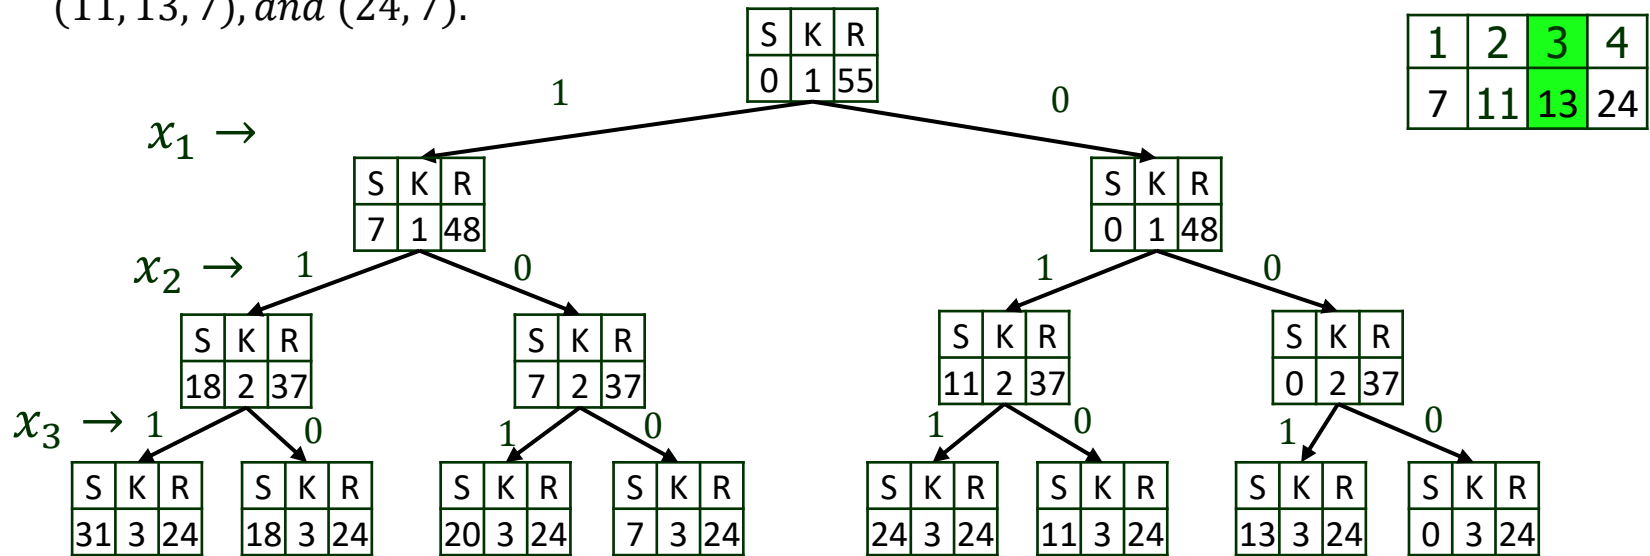 (11, 13, 7), and (24, 7).
S K R
0 1 55
1 2 3 4
7 11 13 24
1 0
x₁ →
S K R
7 1 48
S K R
0 1 48
x₂ → 1 0 1 0
S K R
18 2 37
S K R
7 2 37
S K R
11 2 37
S K R
0 2 37
x₃ → 1 0 1 0 1 0 1 0
S K R
31 3 24
S K R
18 3 24
S K R
20 3 24
S K R
7 3 24
S K R
24 3 24
S K R
11 3 24
S K R
13 3 24
S K R
0 3 24